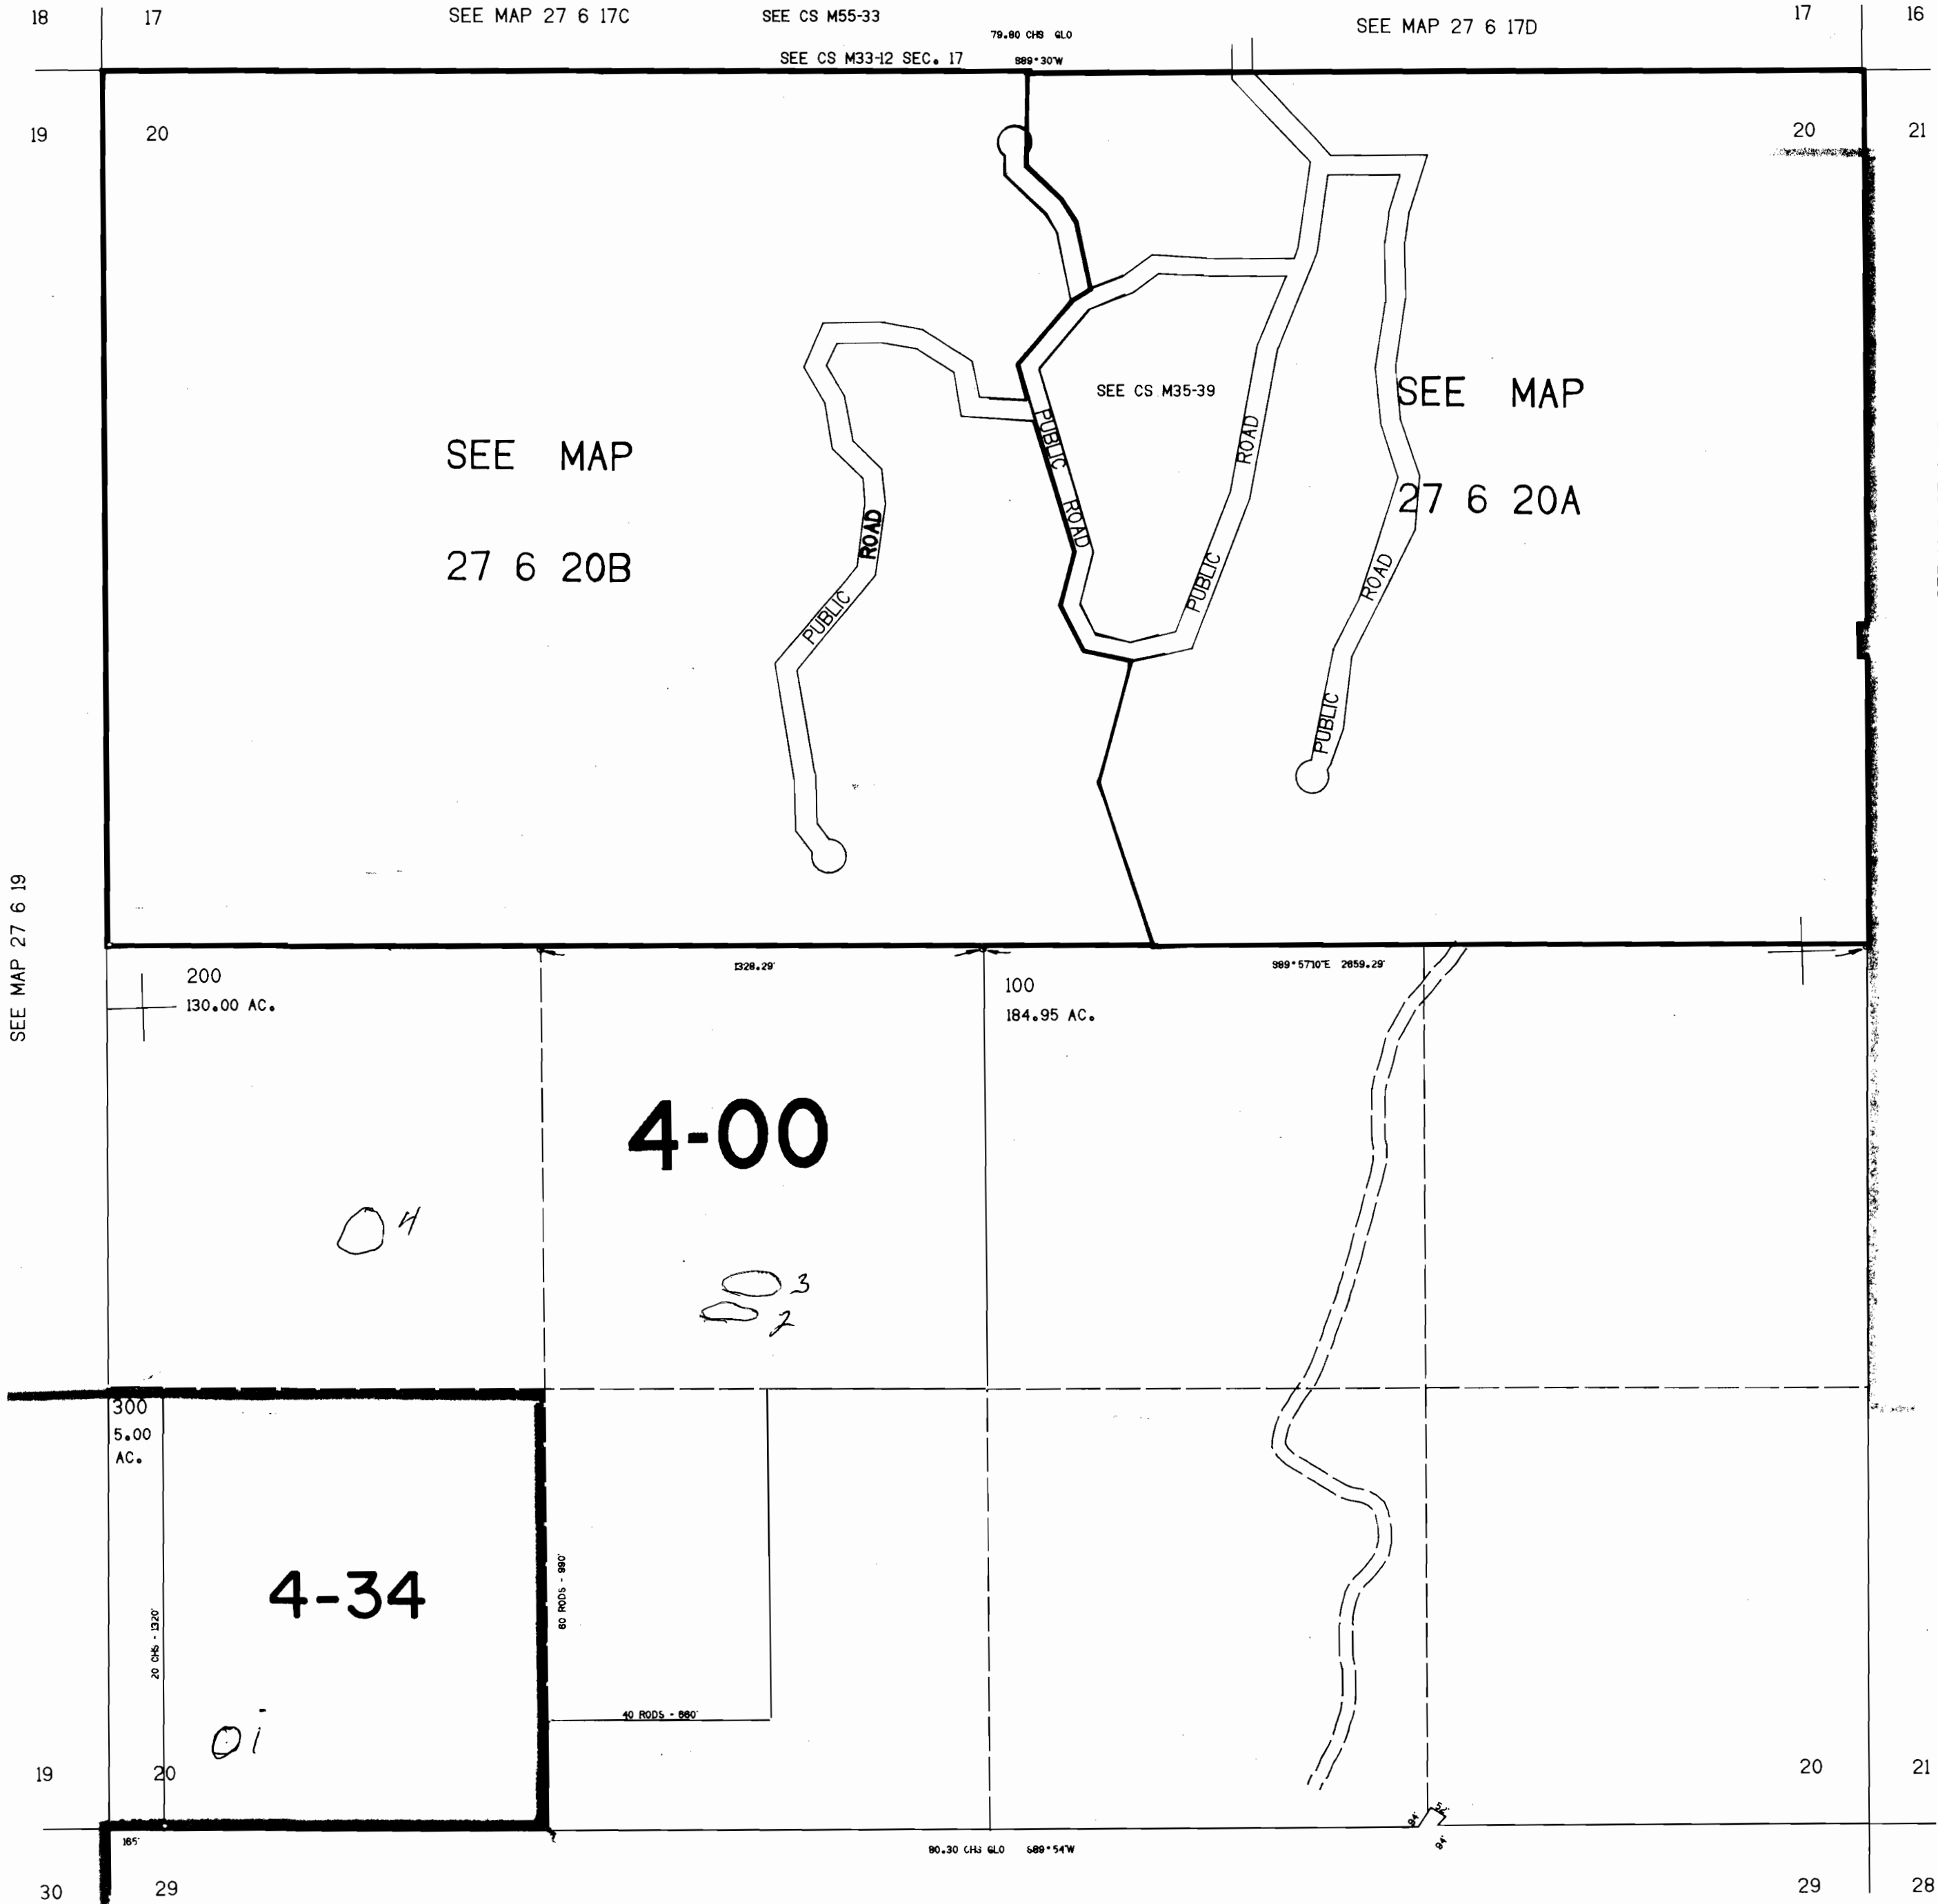 18
17
SEE MAP 27 6 17C
SEE CS M55-33
79.80 CHS GLO
SEE MAP 27 6 17D
17
16
SEE CS M33-12 SEC. 17
S89°30'W
19
20
20
21
SEE CS M35-39
SEE MAP
27 6 20A
SEE MAP
27 6 20B
PUBLIC ROAD
PUBLIC ROAD
PUBLIC ROAD
PUBLIC ROAD
SEE MAP 27 6 19
200
130.00 AC.
1328.29'
100
184.95 AC.
S89°57'10"E 2659.29'
4-00
4
3
2
300
5.00
AC.
4-34
20 CHS - 1320'
60 RODS - 990'
40 RODS - 660'
1
19
20
20
21
165'
80.30 CHS GLO S89°54'W
94'
94'
30
29
29
28